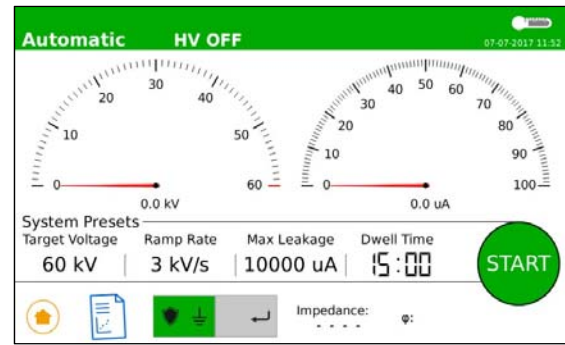 Automatic HV OFF
07-07-2017 11:52
0 10 20 30 40 50 60
0.0 kV
0 10 20 30 40 50 60 70 80 90 100
0.0 uA
System Presets
Target Voltage Ramp Rate Max Leakage Dwell Time
60 kV 3 kV/s 10000 uA 15:00
START
Impedance: φ:
- - - -